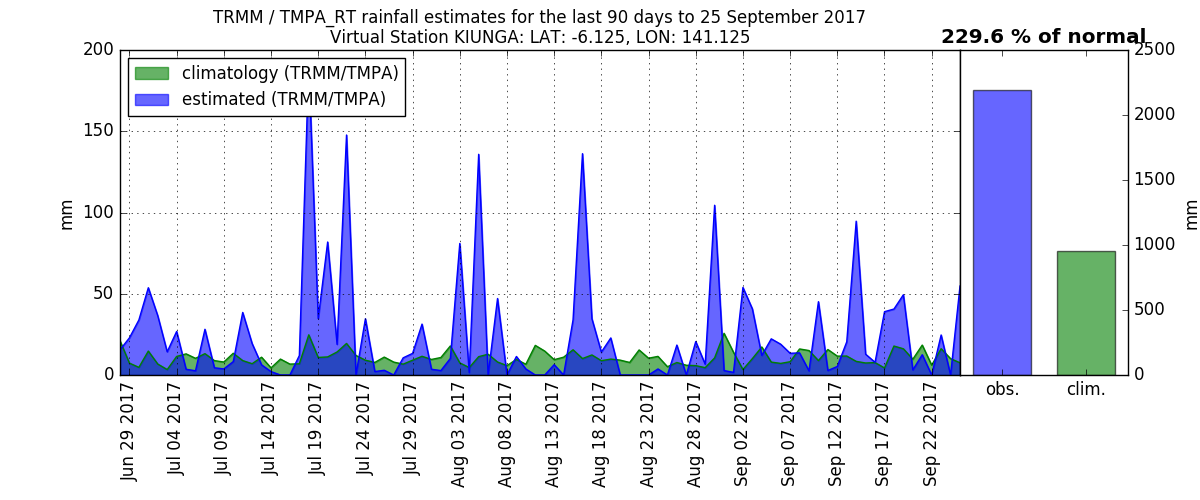 TRMM / TMPA_RT rainfall estimates for the last 90 days to 25 September 2017
Virtual Station KIUNGA: LAT: -6.125, LON: 141.125
229.6 % of normal
climatology (TRMM/TMPA)
estimated (TRMM/TMPA)
200
150
100
50
0
mm
Jun 29 2017
Jul 04 2017
Jul 09 2017
Jul 14 2017
Jul 19 2017
Jul 24 2017
Jul 29 2017
Aug 03 2017
Aug 08 2017
Aug 13 2017
Aug 18 2017
Aug 23 2017
Aug 28 2017
Sep 02 2017
Sep 07 2017
Sep 12 2017
Sep 17 2017
Sep 22 2017
2500
2000
1500
1000
500
0
mm
obs.
clim.